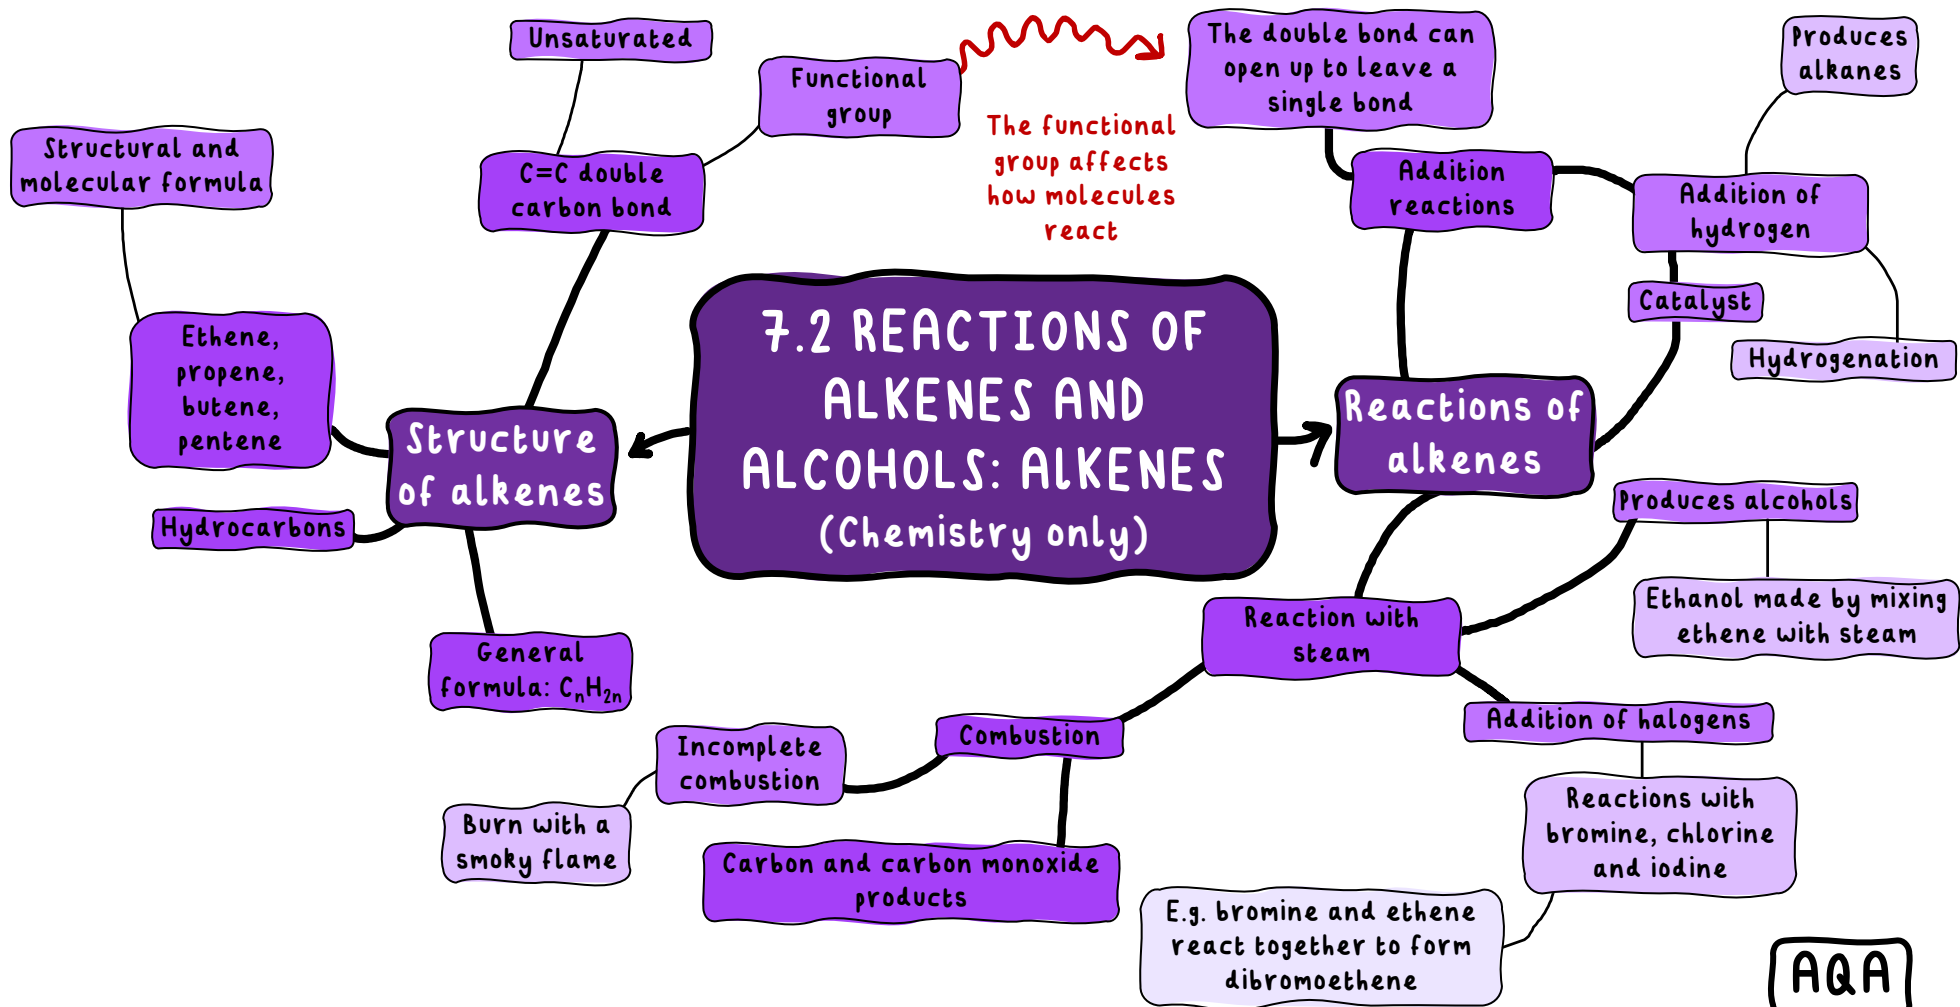 Unsaturated
Functional
group
Structural and
molecular formula
C=C double
carbon bond
Ethene,
propene,
butene,
pentene
Structure
of alkenes
Hydrocarbons
General
formula: CₙH₂ₙ
7.2 REACTIONS OF
ALKENES AND
ALCOHOLS: ALKENES
(Chemistry only)
The functional
group affects
how molecules
react
The double bond can
open up to leave a
single bond
Addition
reactions
Produces
alkanes
Addition of
hydrogen
Catalyst
Hydrogenation
Reactions of
alkenes
Produces alcohols
Ethanol made by mixing
ethene with steam
Reaction with
steam
Addition of halogens
Reactions with
bromine, chlorine
and iodine
E.g. bromine and ethene
react together to form
dibromoethene
Combustion
Incomplete
combustion
Burn with a
smoky flame
Carbon and carbon monoxide
products
AQA